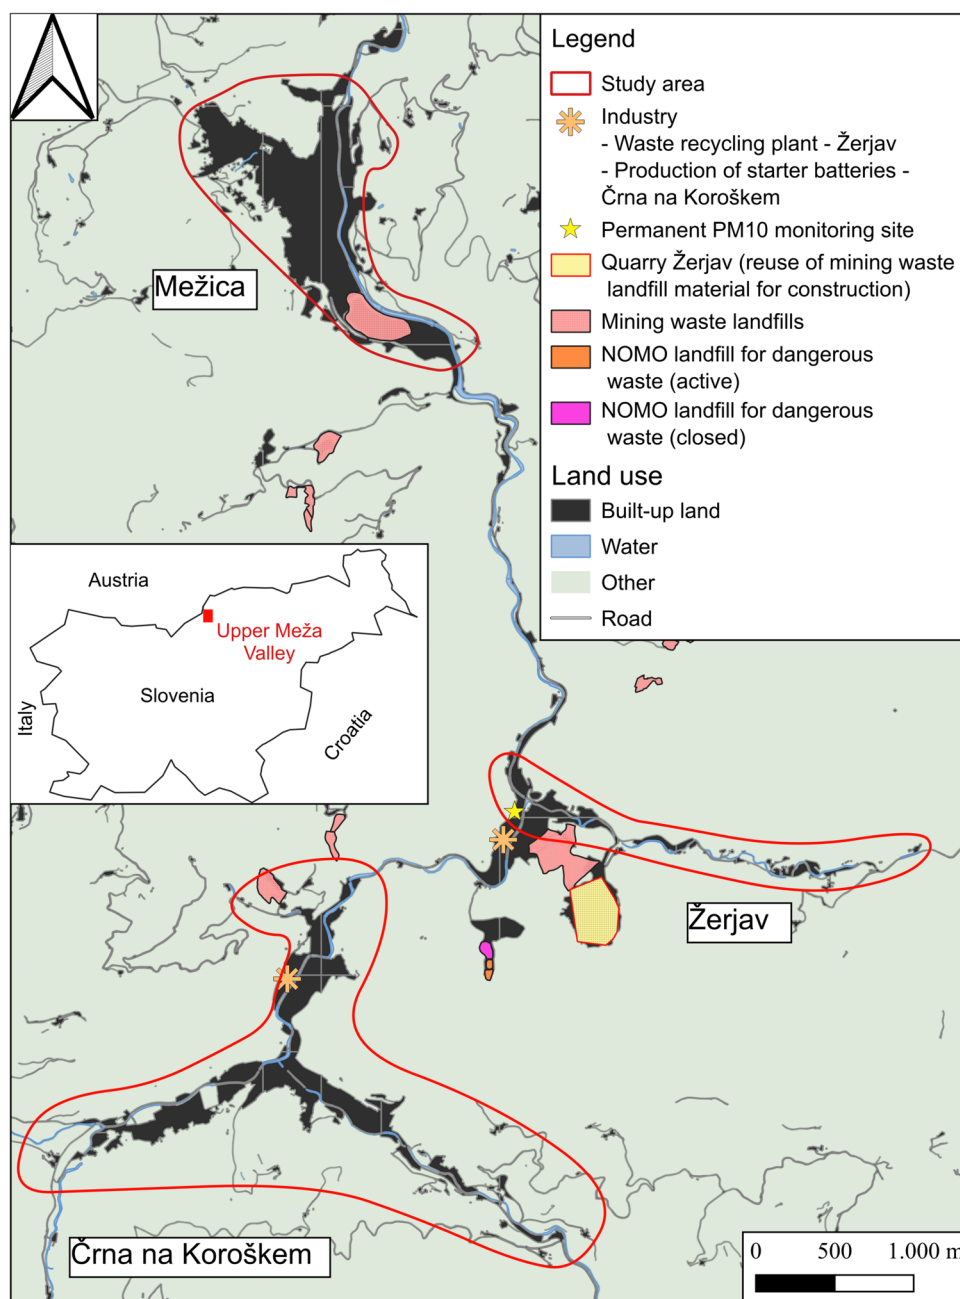 Legend
Study area
Industry
- Waste recycling plant - Žerjav
- Production of starter batteries -
Črna na Koroškem
Permanent PM10 monitoring site
Quarry Žerjav (reuse of mining waste
landfill material for construction)
Mining waste landfills
NOMO landfill for dangerous
waste (active)
NOMO landfill for dangerous
waste (closed)
Land use
Built-up land
Water
Other
Road
Mežica
Austria
Upper Meža
Valley
Slovenia
Italy
Croatia
Žerjav
Črna na Koroškem
0 500 1.000 m